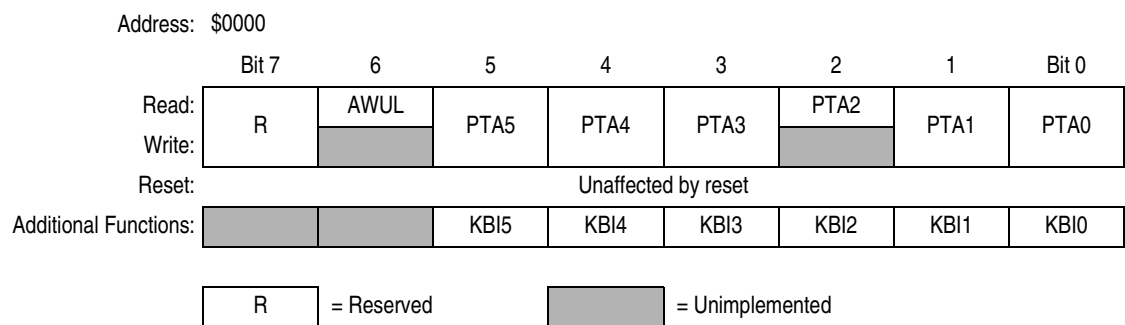 Address: $0000
Bit 7 6 5 4 3 2 1 Bit 0
Read: R AWUL PTA5 PTA4 PTA3 PTA2 PTA1 PTA0
Write:
Reset: Unaffected by reset
Additional Functions: KBI5 KBI4 KBI3 KBI2 KBI1 KBI0
R = Reserved = Unimplemented